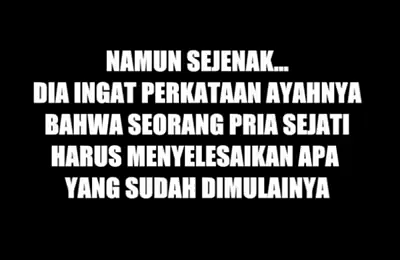 NAMUN SEJENAK...
DIA INGAT PERKATAAN AYAHNYA
BAHWA SEORANG PRIA SEJATI
HARUS MENYELESAIKAN APA
YANG SUDAH DIMULAINYA